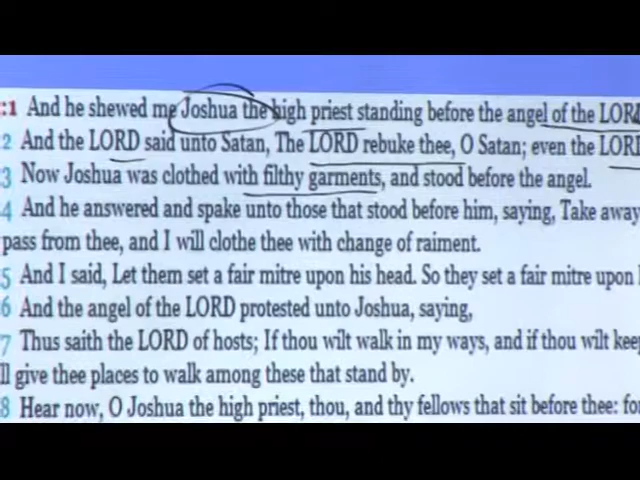 :1 And he shewed me Joshua the high priest standing before the angel of the LORD
2 And the LORD said unto Satan, The LORD rebuke thee, O Satan; even the LORD
3 Now Joshua was clothed with filthy garments, and stood before the angel.
4 And he answered and spake unto those that stood before him, saying, Take away
pass from thee, and I will clothe thee with change of raiment.
5 And I said, Let them set a fair mitre upon his head. So they set a fair mitre upon
6 And the angel of the LORD protested unto Joshua, saying,
7 Thus saith the LORD of hosts; If thou wilt walk in my ways, and if thou wilt keep
ll give thee places to walk among these that stand by.
8 Hear now, O Joshua the high priest, thou, and thy fellows that sit before thee: for